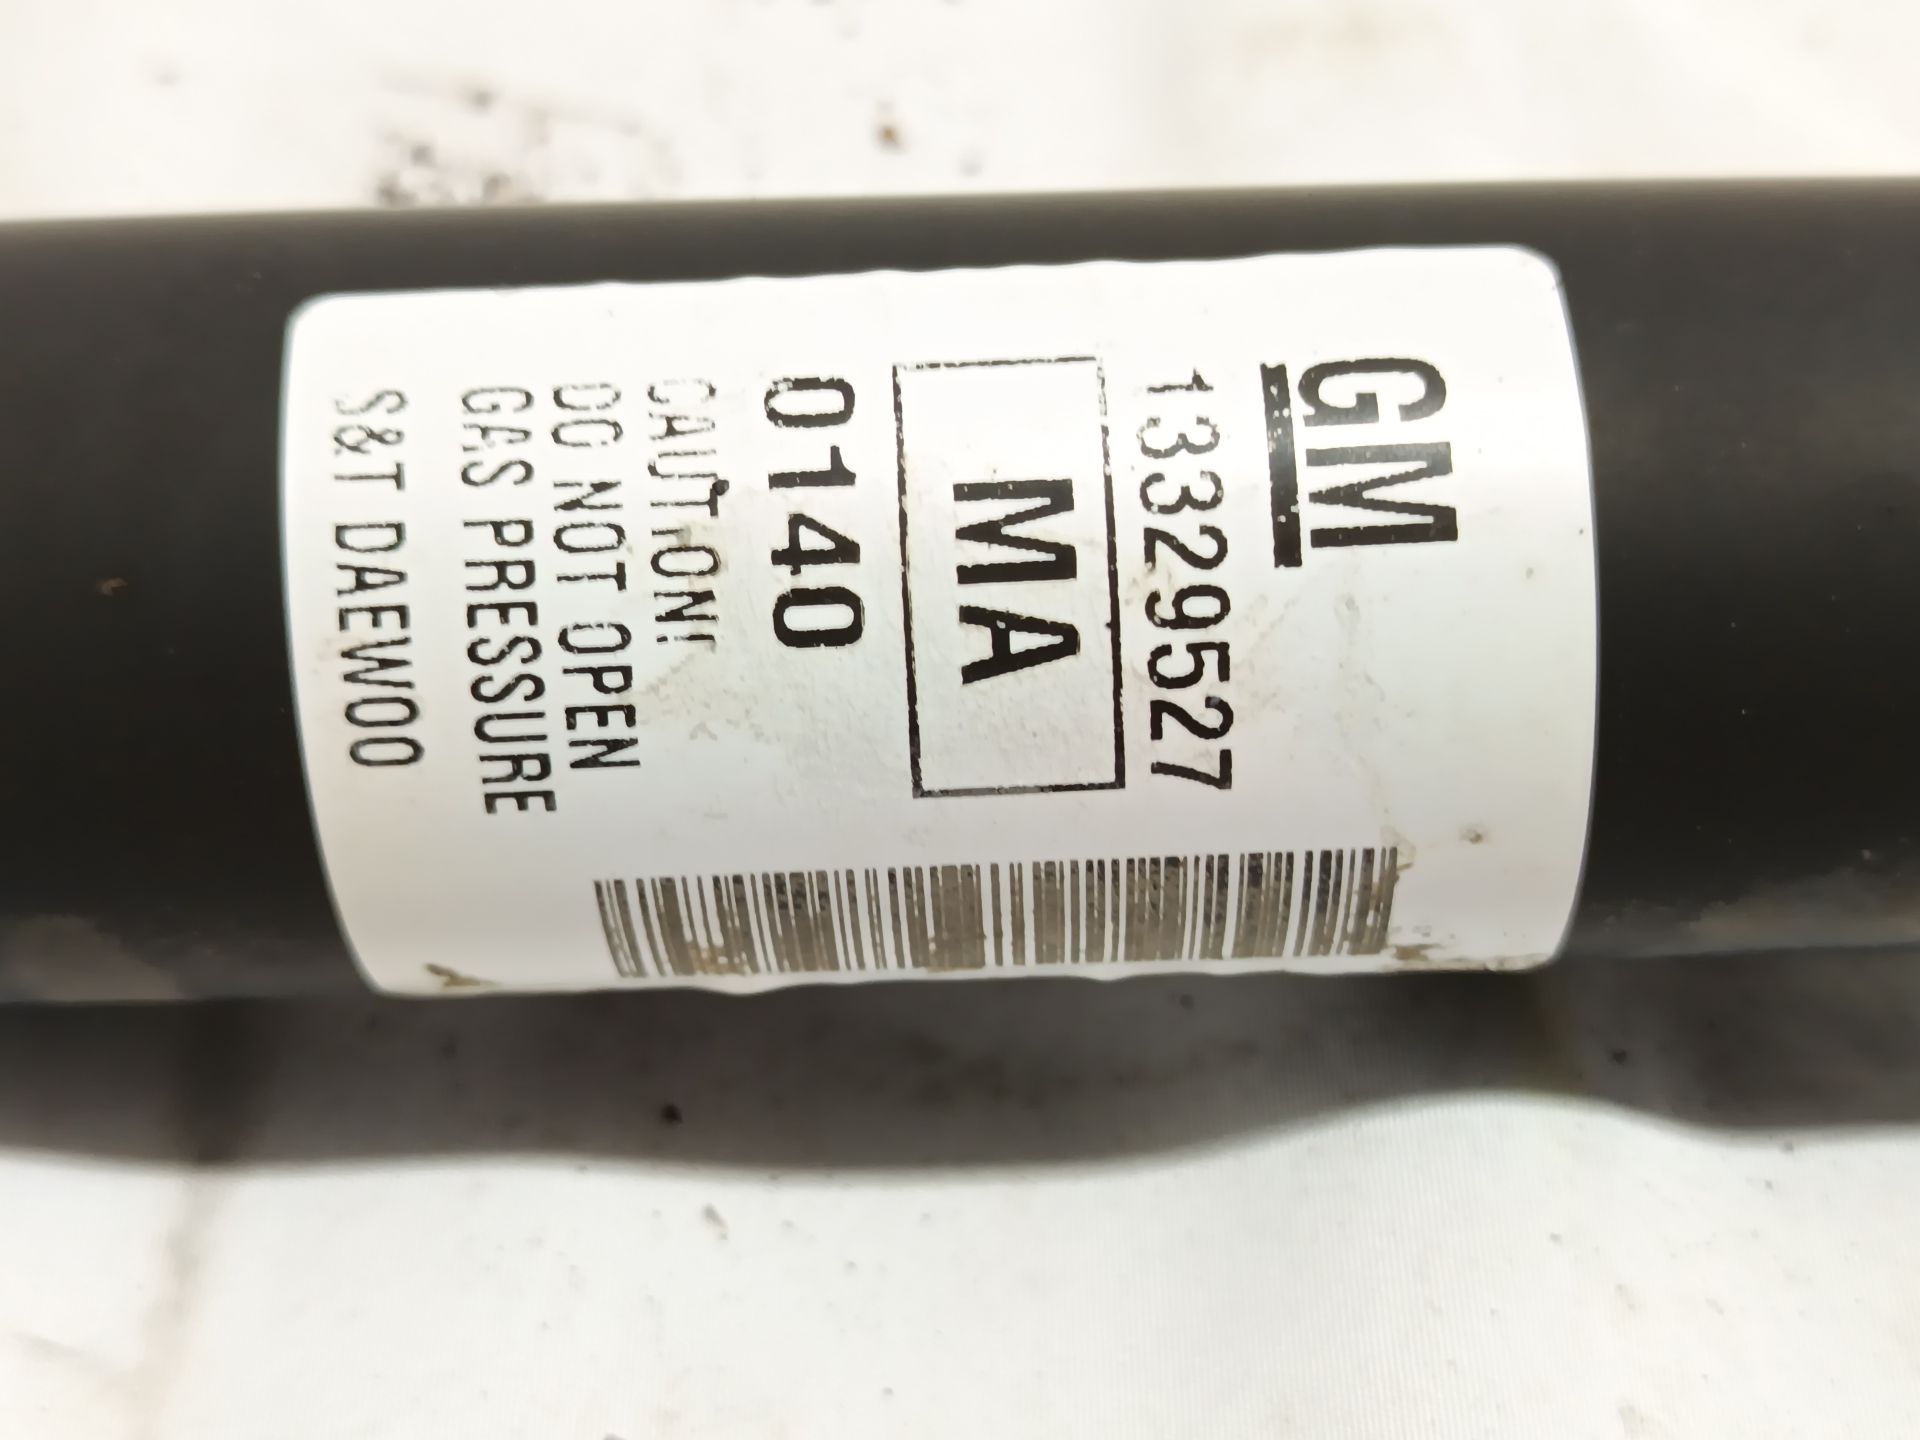 GM
13329527
MA
0140
CAUTION!
DO NOT OPEN
GAS PRESSURE
S&T DAEWOO